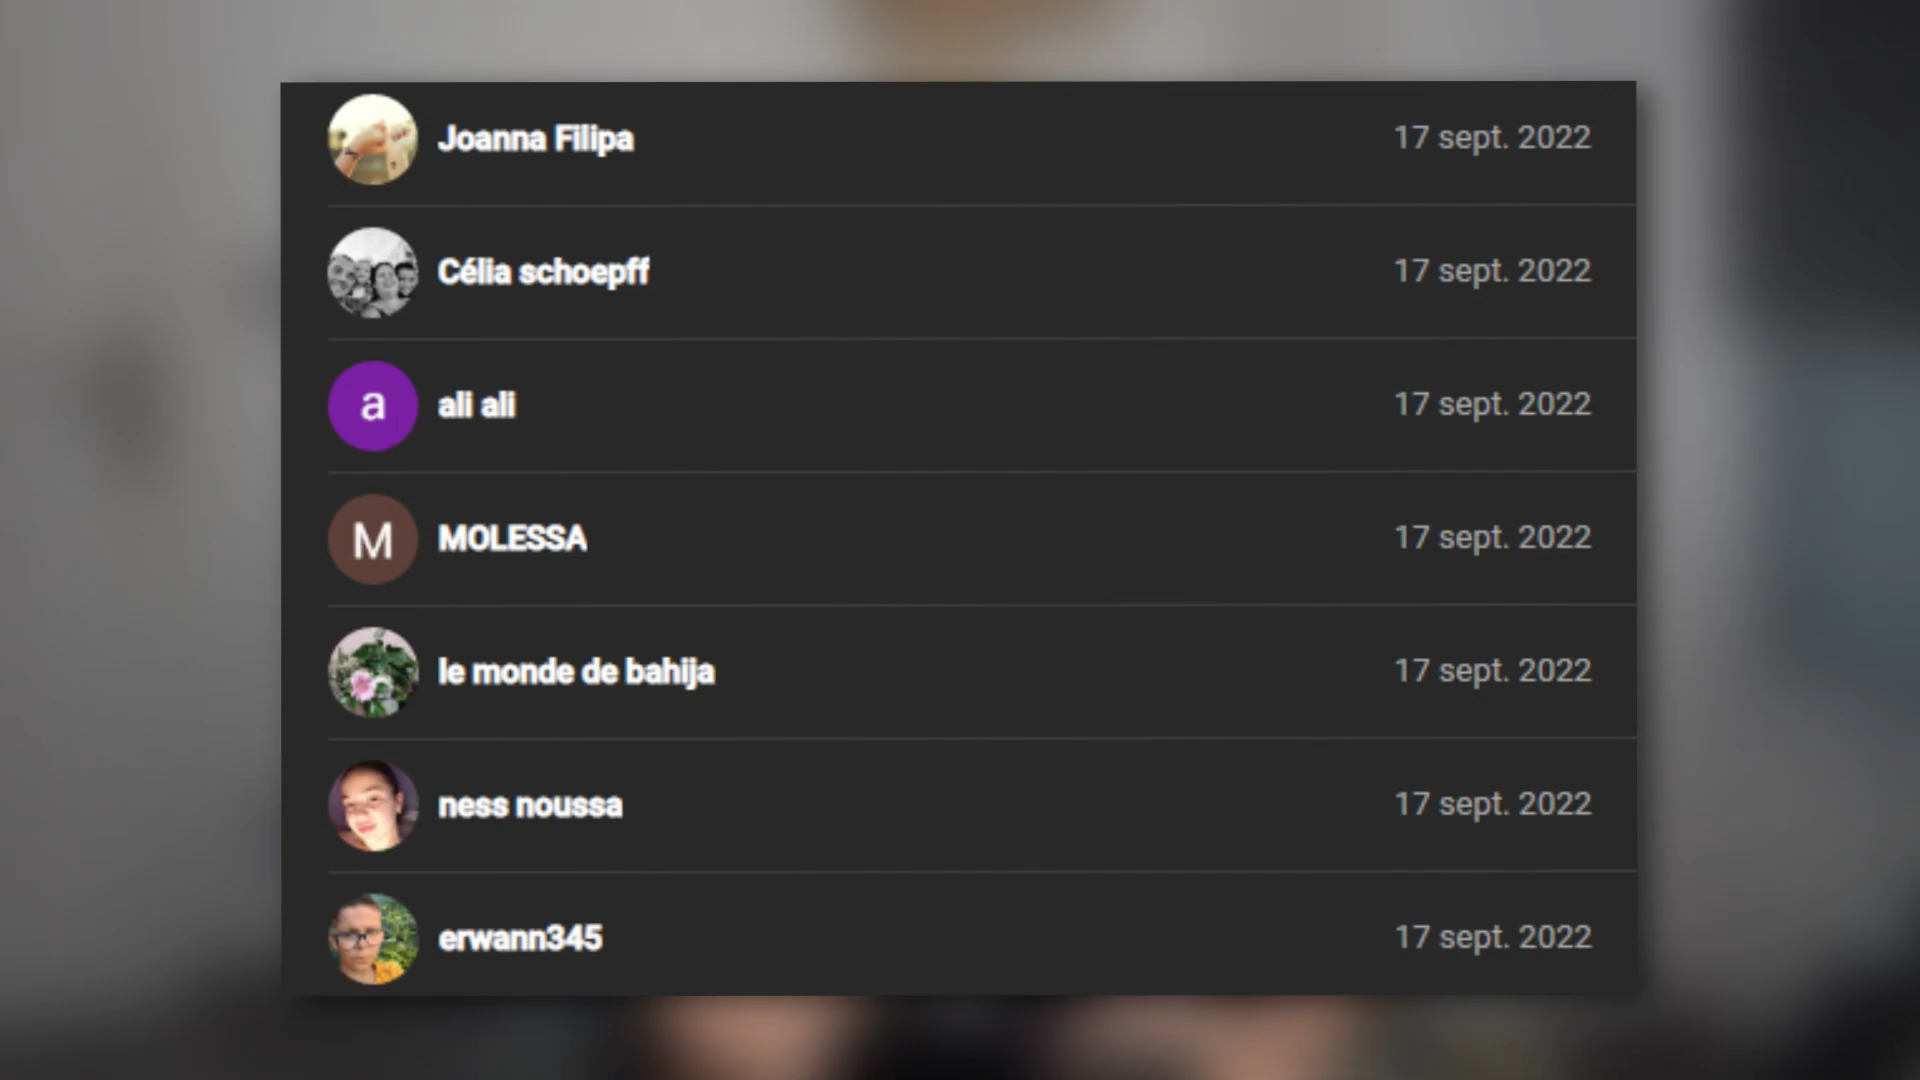 Joanna Filipa 17 sept. 2022
Célia schoepff 17 sept. 2022
a ali ali 17 sept. 2022
M MOLESSA 17 sept. 2022
le monde de bahija 17 sept. 2022
ness noussa 17 sept. 2022
erwann345 17 sept. 2022